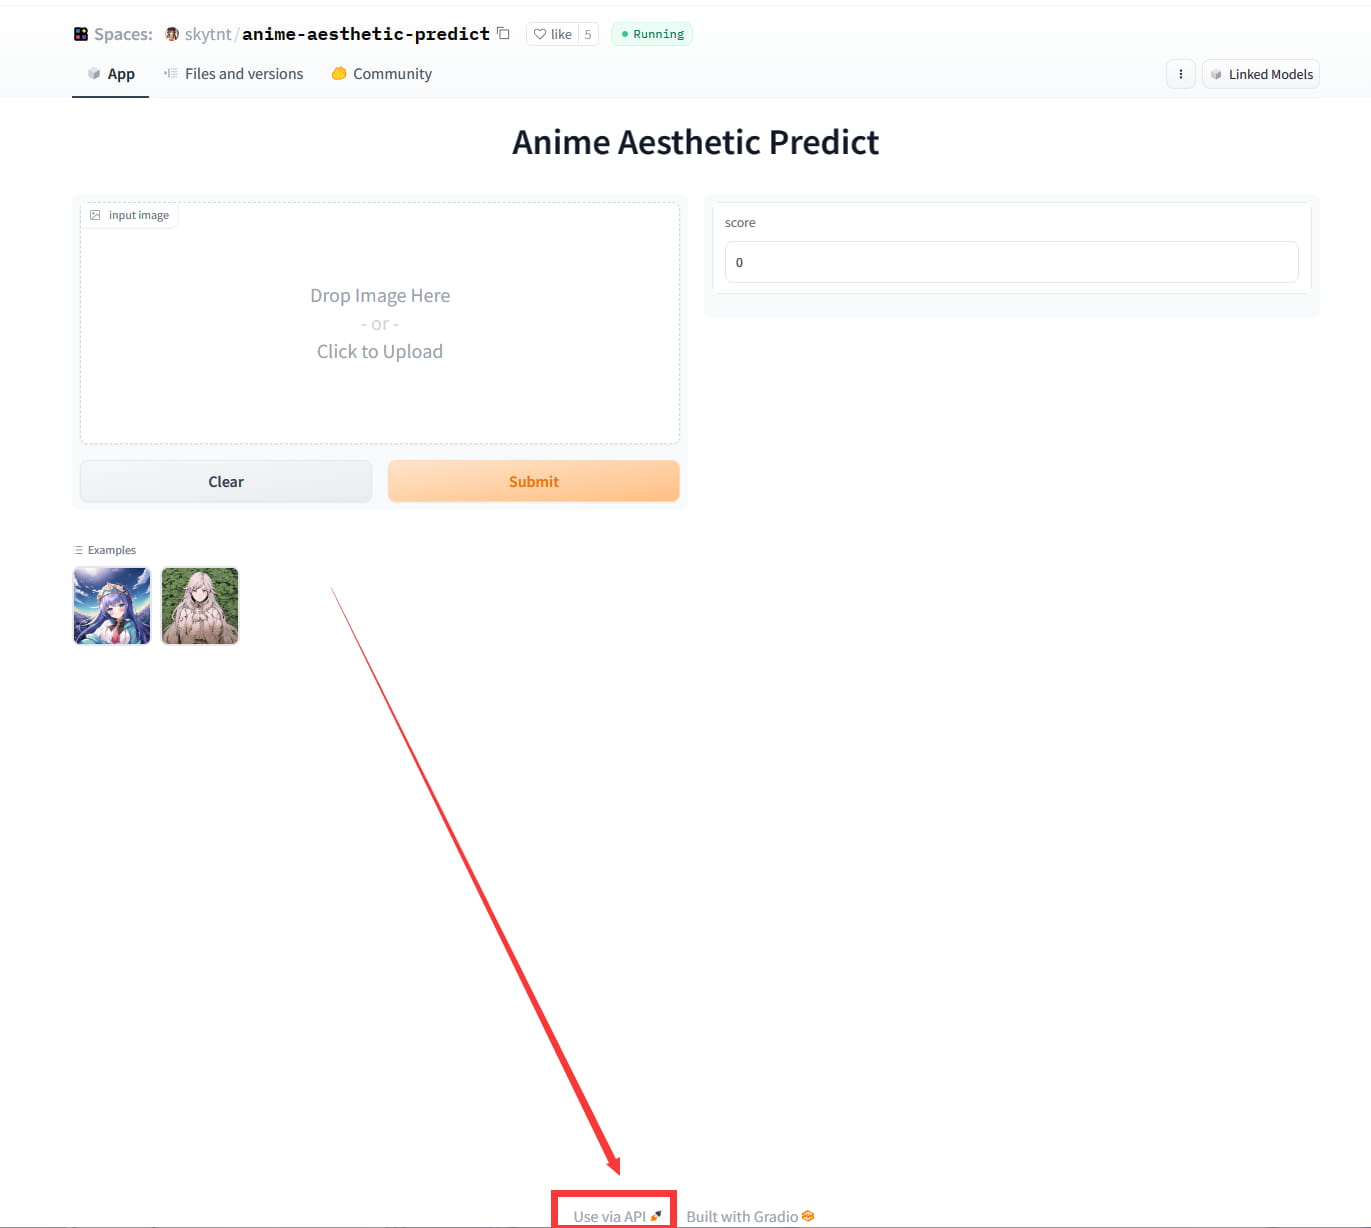 Spaces: skytnt/anime-aesthetic-predict like 5 Running
App Files and versions Community Linked Models
Anime Aesthetic Predict
input image
Drop Image Here
- or -
Click to Upload
Clear Submit
score
0
Examples
Use via API Built with Gradio